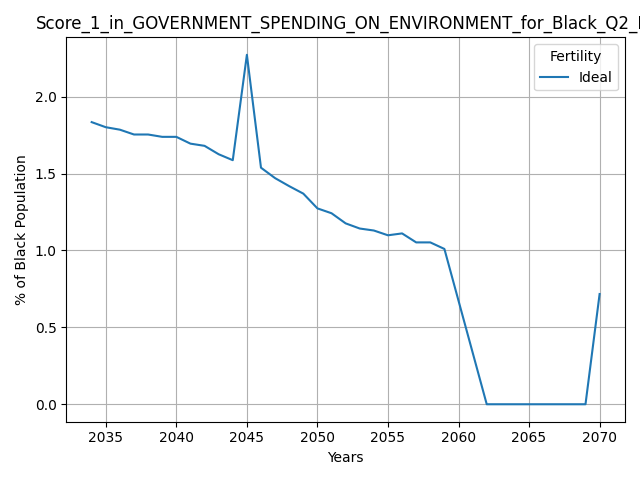 Score_1_in_GOVERNMENT_SPENDING_ON_ENVIRONMENT_for_Black_Q2_
Fertility
Ideal
% of Black Population
2.0
1.5
1.0
0.5
0.0
2035 2040 2045 2050 2055 2060 2065 2070
Years